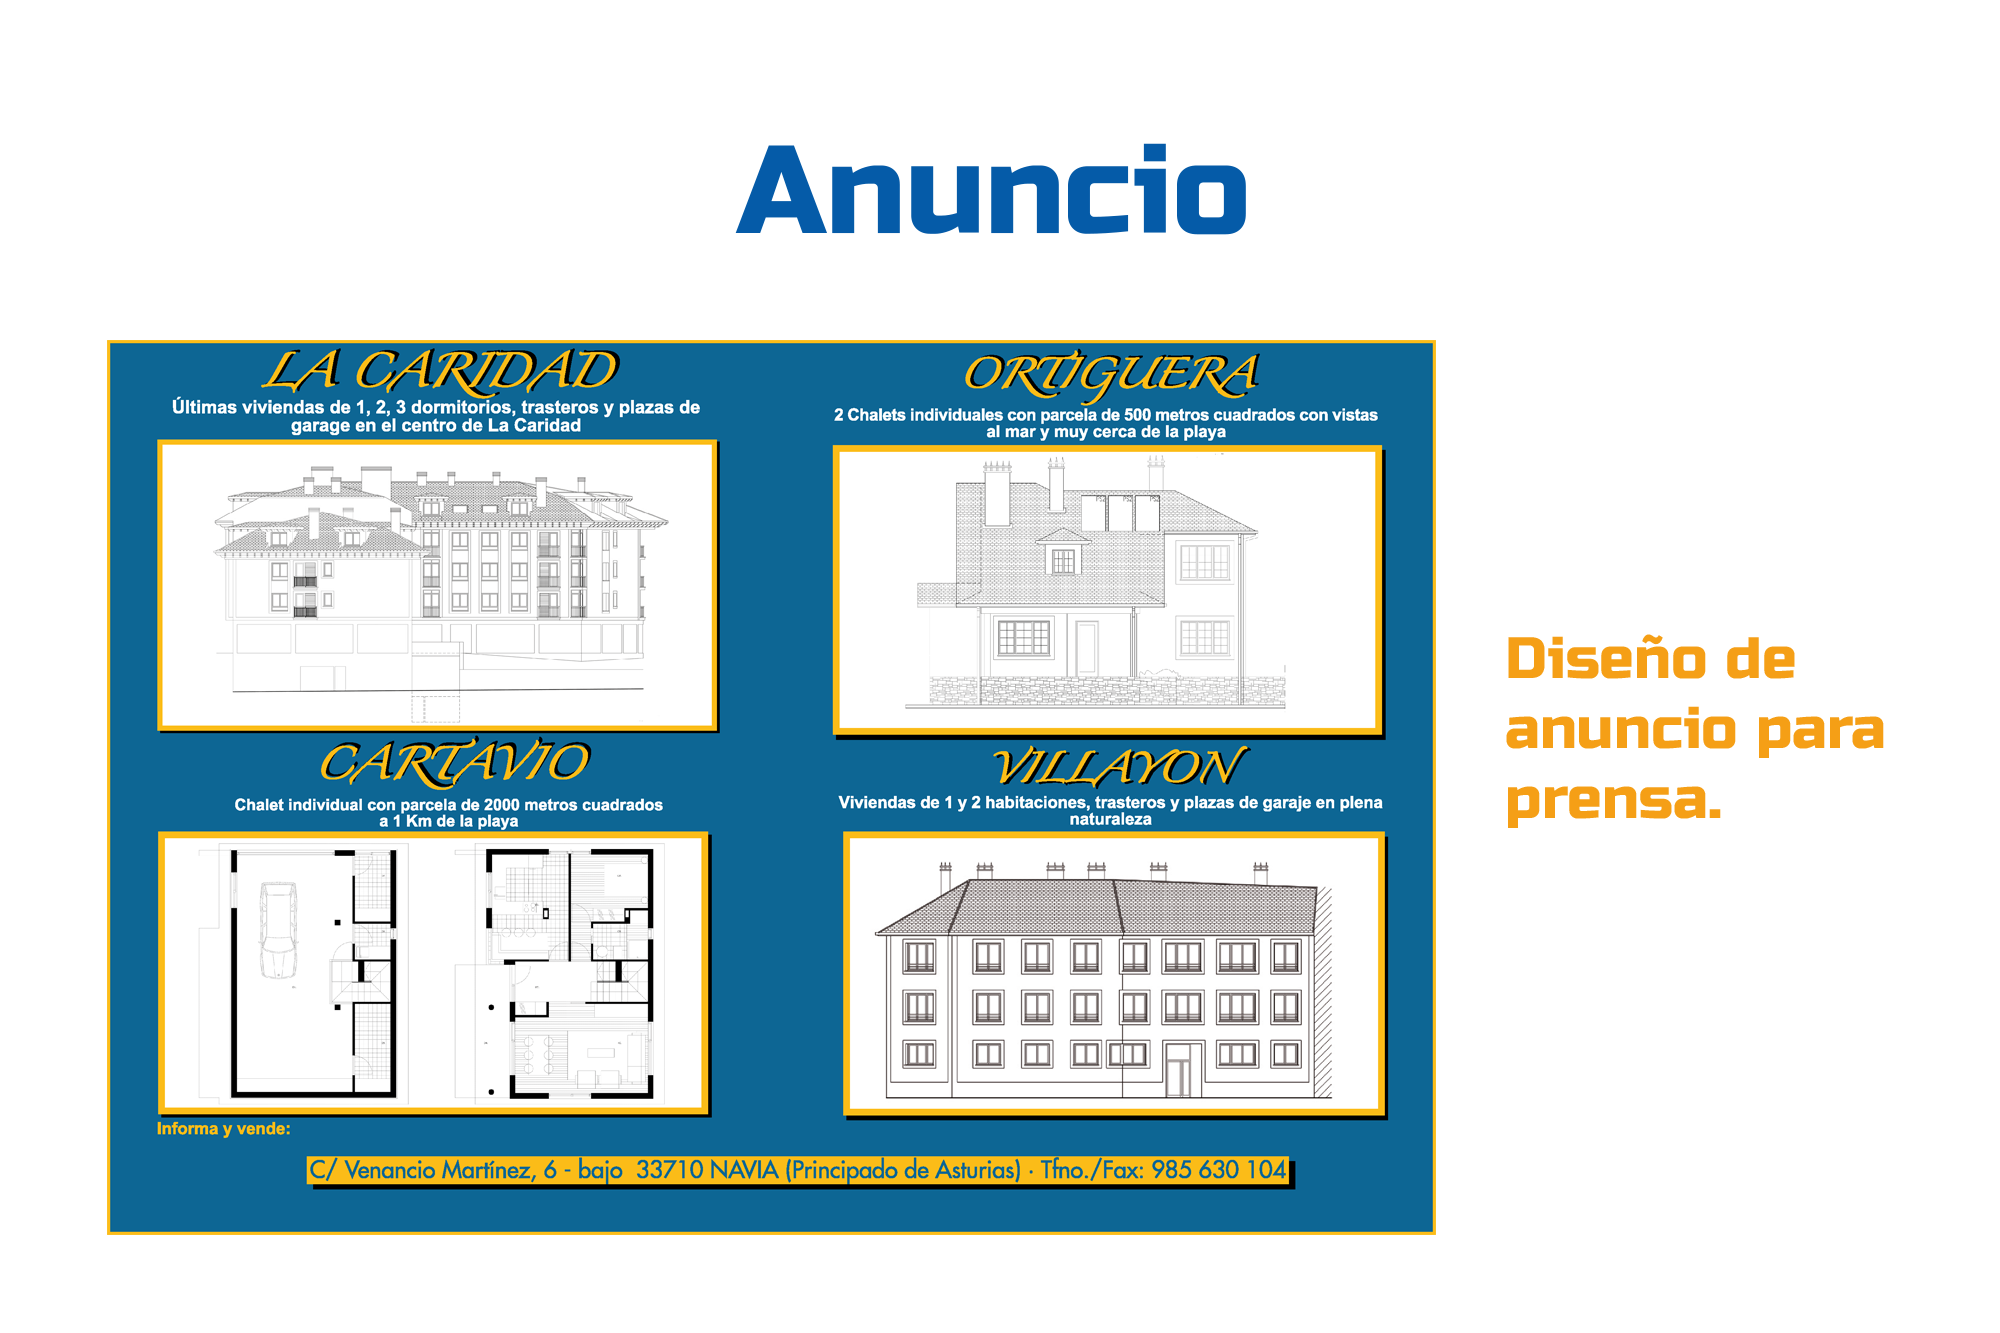 Anuncio
LA CARIDAD
Últimas viviendas de 1, 2, 3 dormitorios, trasteros y plazas de
garage en el centro de La Caridad
ORTIGUERA
2 Chalets individuales con parcela de 500 metros cuadrados con vistas
al mar y muy cerca de la playa
CARTAVIO
Chalet individual con parcela de 2000 metros cuadrados
a 1 Km de la playa
VILLAYON
Viviendas de 1 y 2 habitaciones, trasteros y plazas de garaje en plena
naturaleza
Informa y vende:
C/ Venancio Martínez, 6 - bajo 33710 NAVIA (Principado de Asturias) · Tfno./Fax: 985 630 104
Diseño de
anuncio para
prensa.